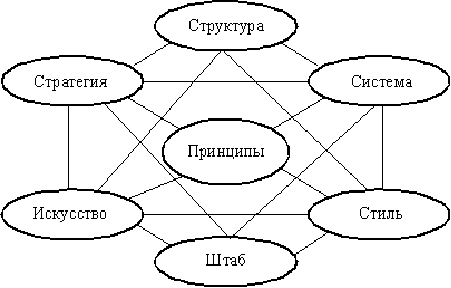 Структура
Стратегия
Система
Принципы
Искусство
Стиль
Штаб